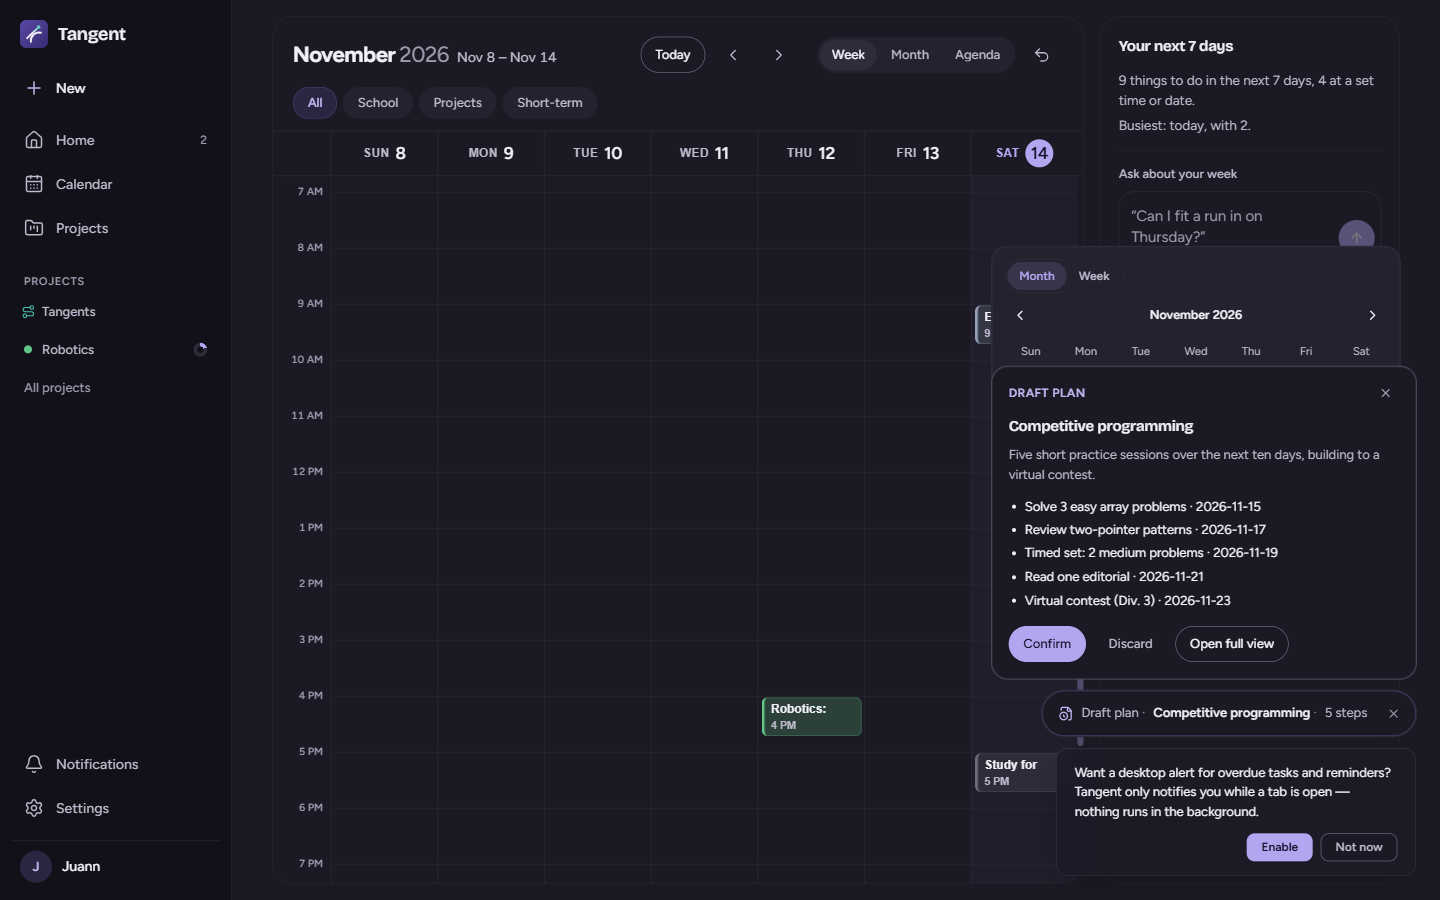 Tangent
New
Home 2
Calendar
Projects
PROJECTS
Tangents
Robotics
All projects
Notifications
Settings
J Juann
November 2026 Nov 8 – Nov 14
Today
Week Month Agenda
All School Projects Short-term
SUN 8 MON 9 TUE 10 WED 11 THU 12 FRI 13 SAT 14
7 AM
8 AM
9 AM
10 AM
11 AM
12 PM
1 PM
2 PM
3 PM
4 PM
5 PM
6 PM
7 PM
Robotics:
4 PM
E
9
Study for
5 PM
Your next 7 days
9 things to do in the next 7 days, 4 at a set
time or date.
Busiest: today, with 2.
Ask about your week
“Can I fit a run in on
Thursday?”
Month Week
November 2026
Sun Mon Tue Wed Thu Fri Sat
DRAFT PLAN
Competitive programming
Five short practice sessions over the next ten days, building to a
virtual contest.
• Solve 3 easy array problems · 2026-11-15
• Review two-pointer patterns · 2026-11-17
• Timed set: 2 medium problems · 2026-11-19
• Read one editorial · 2026-11-21
• Virtual contest (Div. 3) · 2026-11-23
Confirm Discard Open full view
Draft plan · Competitive programming · 5 steps
Want a desktop alert for overdue tasks and reminders?
Tangent only notifies you while a tab is open —
nothing runs in the background.
Enable Not now